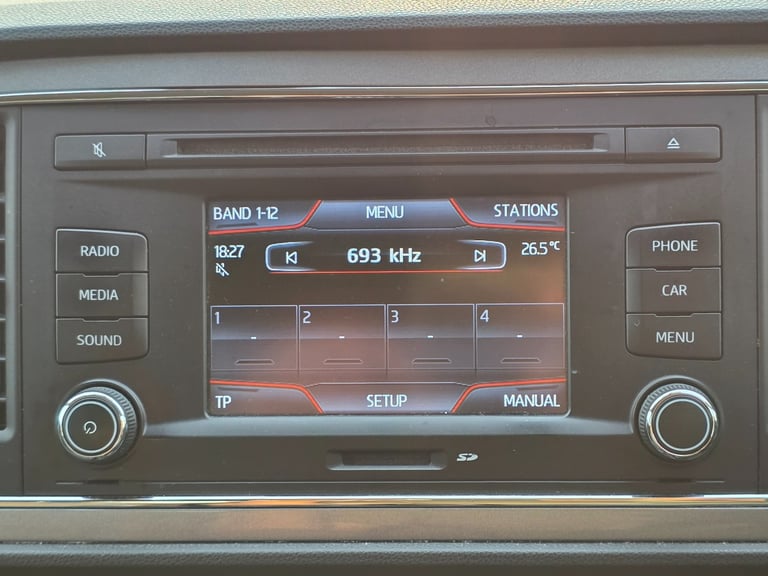 BAND 1-12 MENU STATIONS
RADIO
MEDIA
SOUND
18:27
693 kHz
26.5°C
1 2 3 4
- - - -
TP SETUP MANUAL
PHONE
CAR
MENU
SD